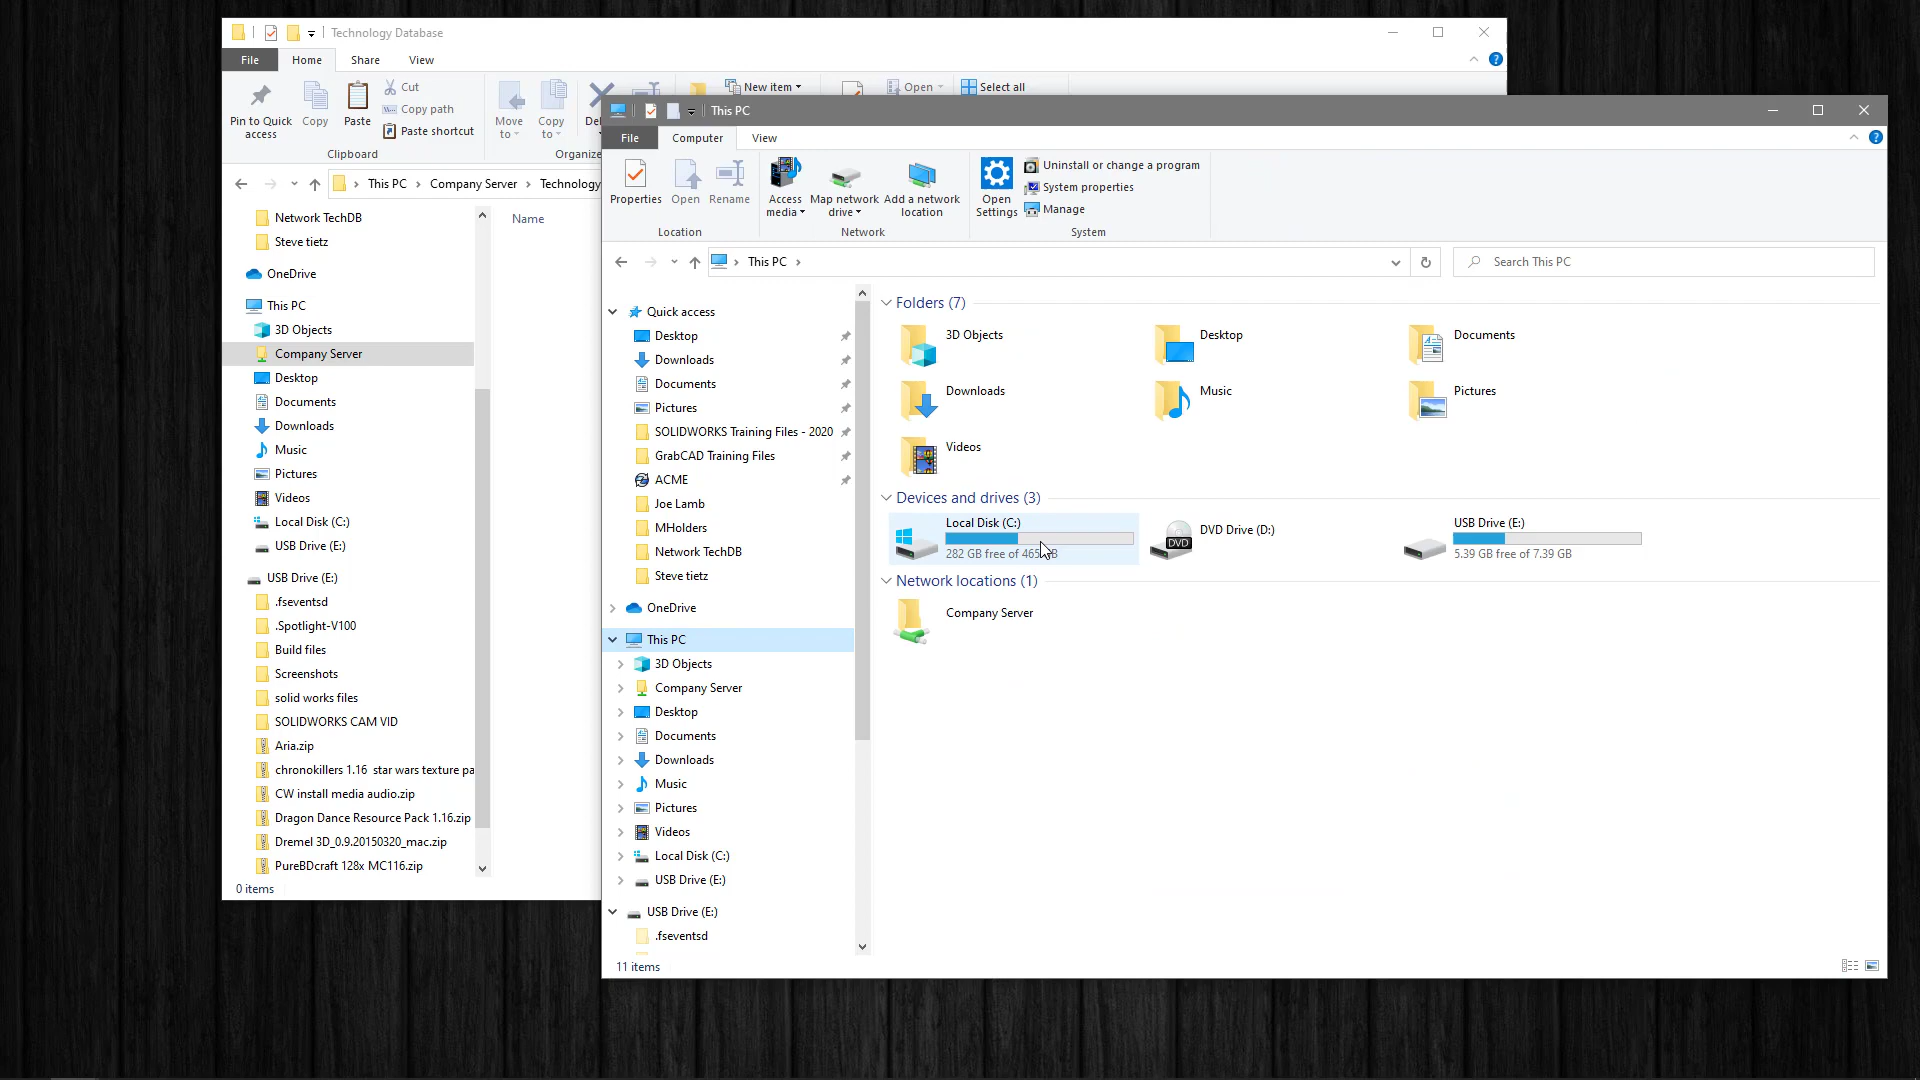 Technology Database
File Home Share View
Pin to Quick access
Copy
Paste
Cut
Copy path
Paste shortcut
Clipboard
Move to
Copy to
Organize
New item
Open
Select all
This PC Company Server Technology
Name
Network TechDB
Steve tietz
OneDrive
This PC
3D Objects
Company Server
Desktop
Documents
Downloads
Music
Pictures
Videos
Local Disk (C:)
USB Drive (E:)
USB Drive (E:)
.fseventsd
.Spotlight-V100
Build files
Screenshots
solid works files
SOLIDWORKS CAM VID
Aria.zip
chronokillers 1.16 star wars texture pa
CW install media audio.zip
Dragon Dance Resource Pack 1.16.zip
Dremel 3D_0.9.20150320_mac.zip
PureBDcraft 128x MC116.zip
0 items
This PC
File Computer View
Properties
Open
Rename
Location
Access media
Map network drive
Add a network location
Network
Open Settings
Uninstall or change a program
System properties
Manage
System
This PC
Search This PC
Quick access
Desktop
Downloads
Documents
Pictures
SOLIDWORKS Training Files - 2020
GrabCAD Training Files
ACME
Joe Lamb
MHolders
Network TechDB
Steve tietz
OneDrive
This PC
3D Objects
Company Server
Desktop
Documents
Downloads
Music
Pictures
Videos
Local Disk (C:)
USB Drive (E:)
USB Drive (E:)
.fseventsd
Folders (7)
3D Objects
Desktop
Documents
Downloads
Music
Pictures
Videos
Devices and drives (3)
Local Disk (C:)
282 GB free of
DVD Drive (D:)
DVD
USB Drive (E:)
5.39 GB free of 7.39 GB
Network locations (1)
Company Server
11 items